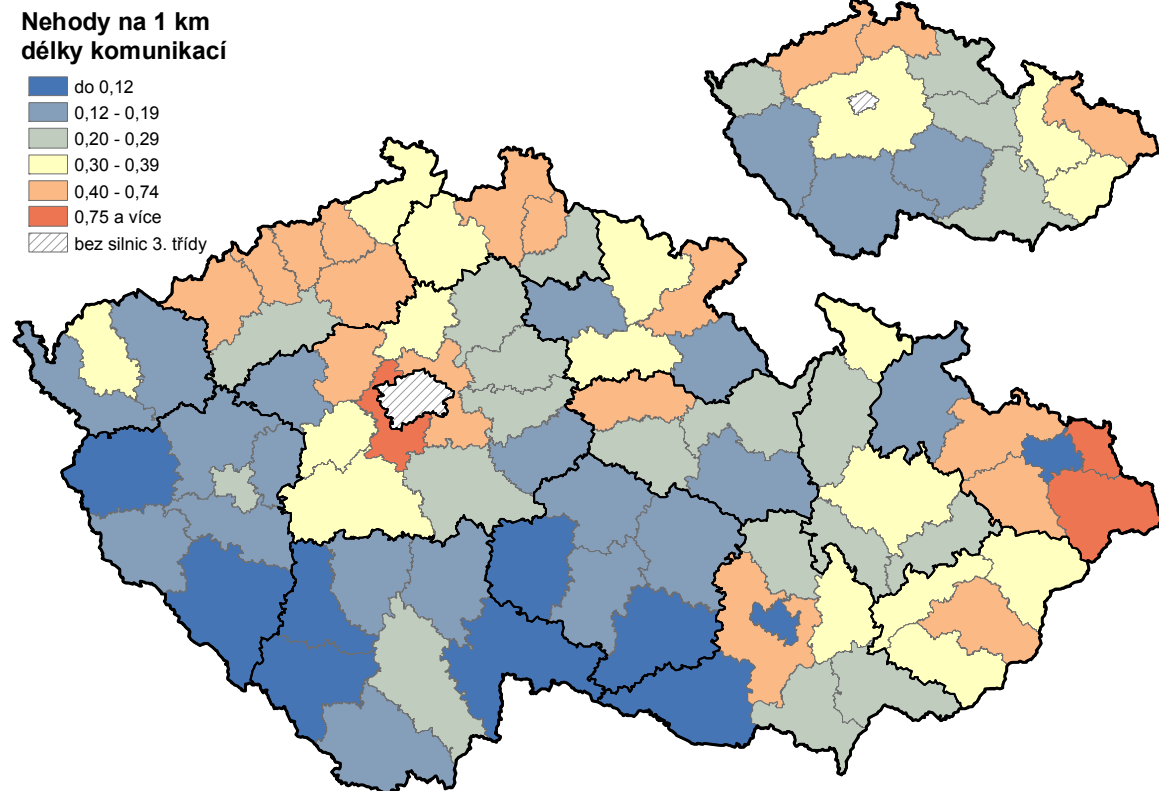 Nehody na 1 km
délky komunikací
do 0,12
0,12 - 0,19
0,20 - 0,29
0,30 - 0,39
0,40 - 0,74
0,75 a více
bez silnic 3. třídy